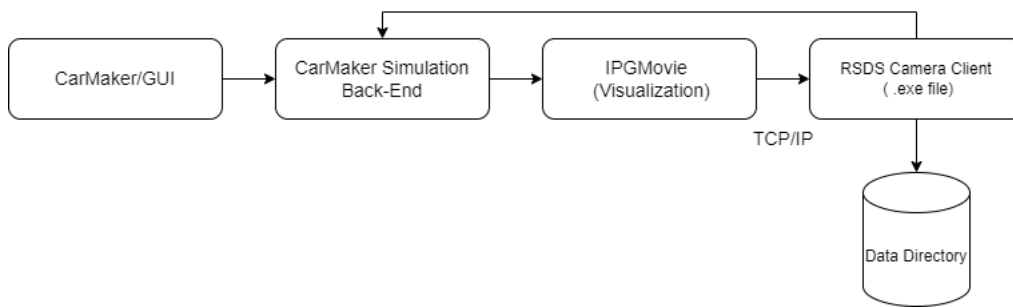 CarMaker/GUI
CarMaker Simulation
Back-End
IPGMovie
(Visualization)
RSDS Camera Client
( .exe file)
TCP/IP
Data Directory